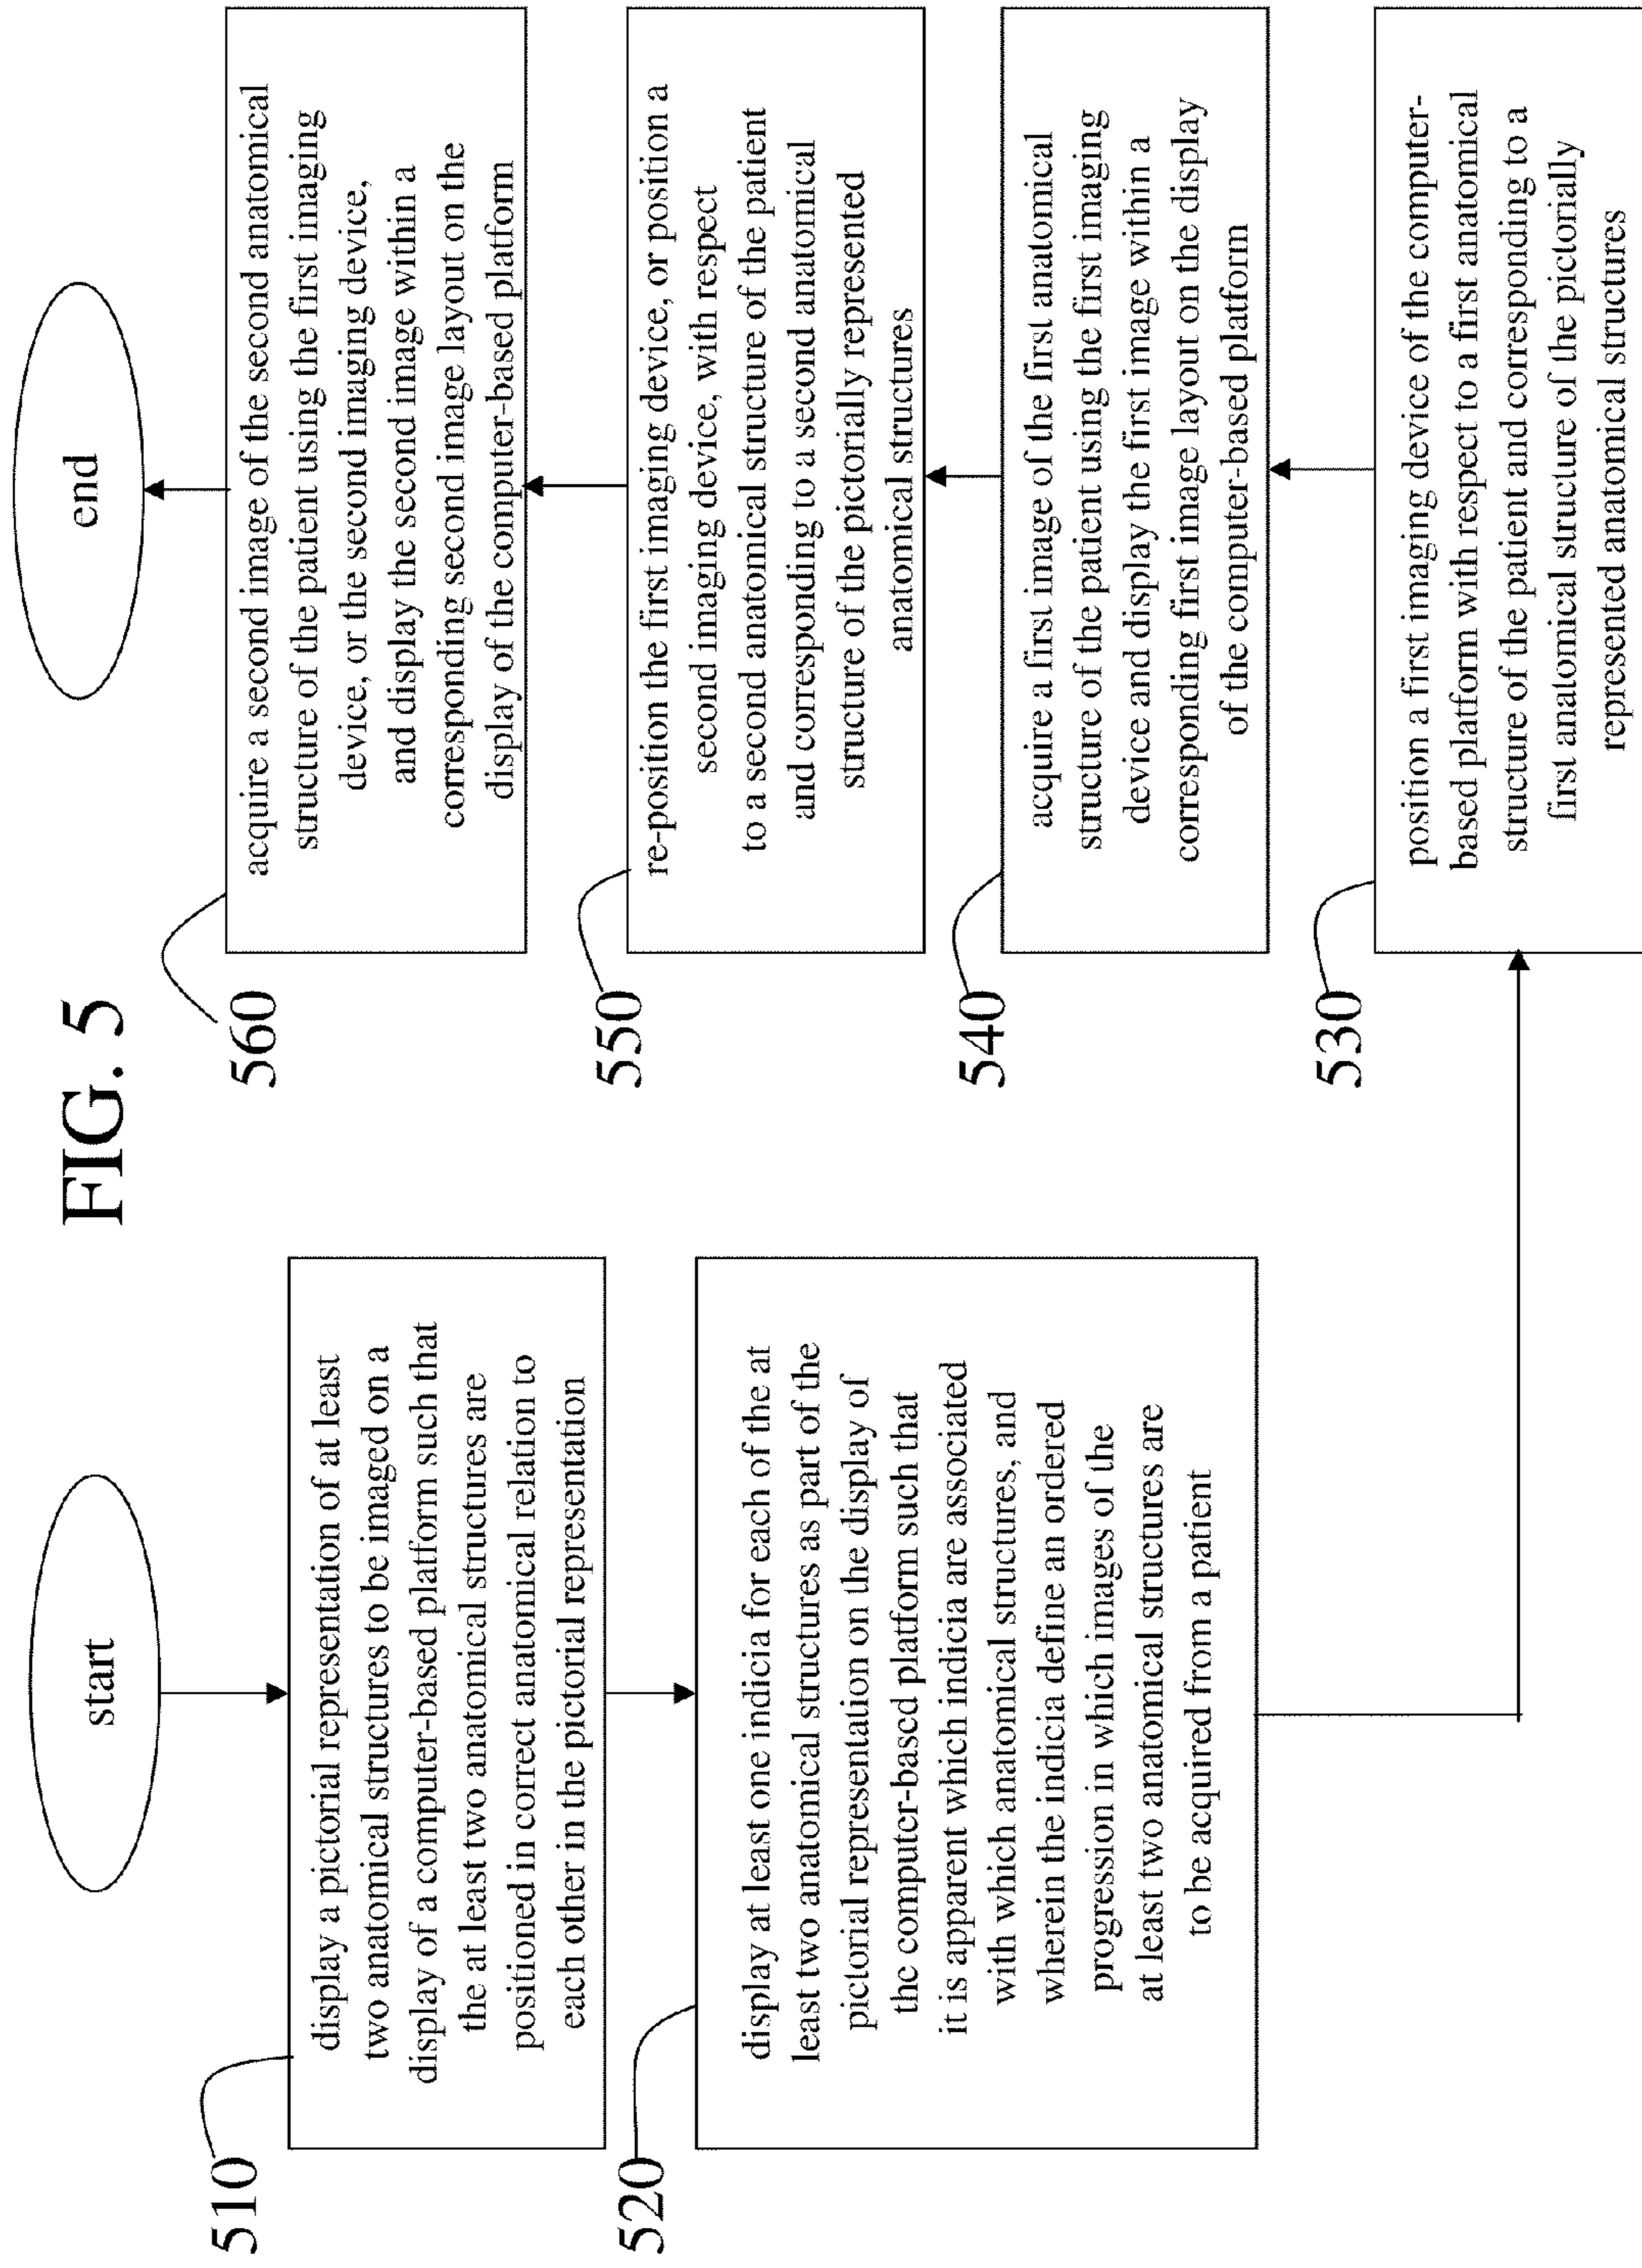 FIG. 5
start
510
display a pictorial representation of at least
two anatomical structures to be imaged on a
display of a computer-based platform such that
the at least two anatomical structures are
positioned in correct anatomical relation to
each other in the pictorial representation
520
display at least one indicia for each of the at
least two anatomical structures as part of the
pictorial representation on the display of
the computer-based platform such that
it is apparent which indicia are associated
with which anatomical structures, and
wherein the indicia define an ordered
progression in which images of the
at least two anatomical structures are
to be acquired from a patient
530
position a first imaging device of the computer-
based platform with respect to a first anatomical
structure of the patient and corresponding to a
first anatomical structure of the pictorially
represented anatomical structures
540
acquire a first image of the first anatomical
structure of the patient using the first imaging
device and display the first image within a
corresponding first image layout on the display
of the computer-based platform
550
re-position the first imaging device, or position a
second imaging device, with respect
to a second anatomical structure of the patient
and corresponding to a second anatomical
structure of the pictorially represented
anatomical structures
560
acquire a second image of the second anatomical
structure of the patient using the first imaging
device, or the second imaging device,
and display the second image within a
corresponding second image layout on the
display of the computer-based platform
end